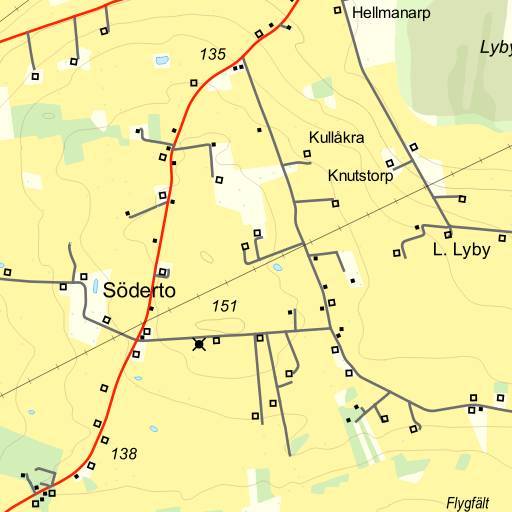 Hellmanarp
135
Lyby
Kullåkra
Knutstorp
L. Lyby
Söderto
151
138
Flygfält